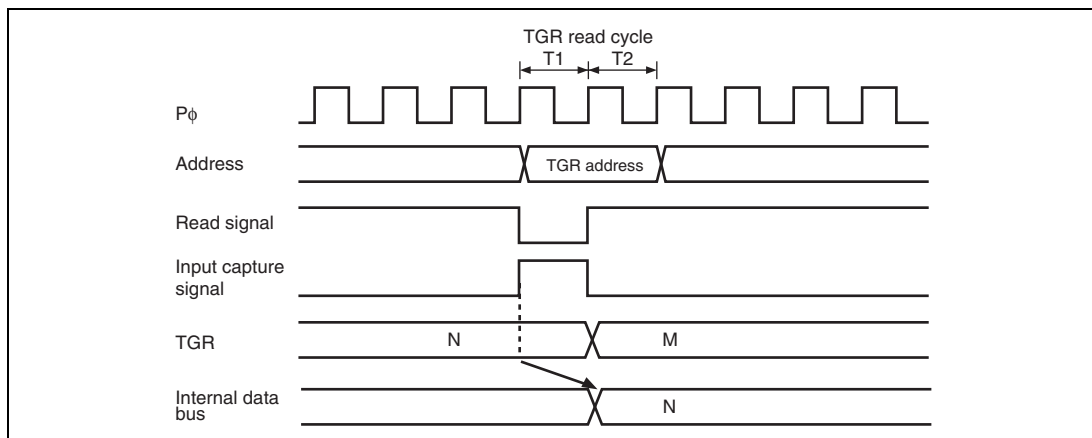 TGR read cycle
T1 T2
Pϕ
Address
TGR address
Read signal
Input capture
signal
TGR
N M
Internal data
bus
N